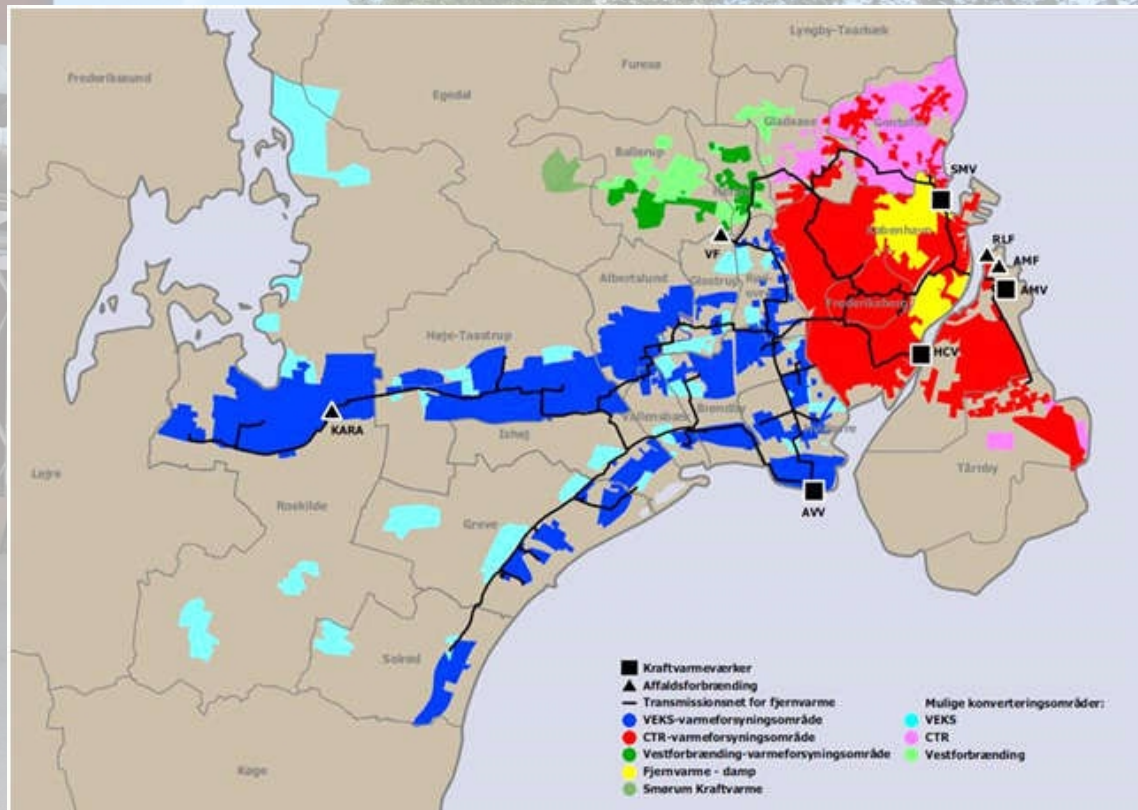 Lyngby-Taarbæk
Frederikssund
Furesø
Egedal
Gladsaxe
Gentofte
Ballerup
SMV
København
RLF
VF
AMF
Albertslund
Glostrup
AMV
Frederiksberg
Høje-Taastrup
HCV
KARA
Vallensbæk
Brøndby
Ishøj
Hvidovre
Tårnby
Lejre
AVV
Roskilde
Greve
Solrød
Køge
Kraftvarmeværker
Affaldsforbrænding
Transmissionsnet for fjernvarme
VEKS-varmeforsyningsområde
CTR-varmeforsyningsområde
Vestforbrænding-varmeforsyningsområde
Fjernvarme - damp
Smørum Kraftvarme
Mulige konverteringsområder:
VEKS
CTR
Vestforbrænding